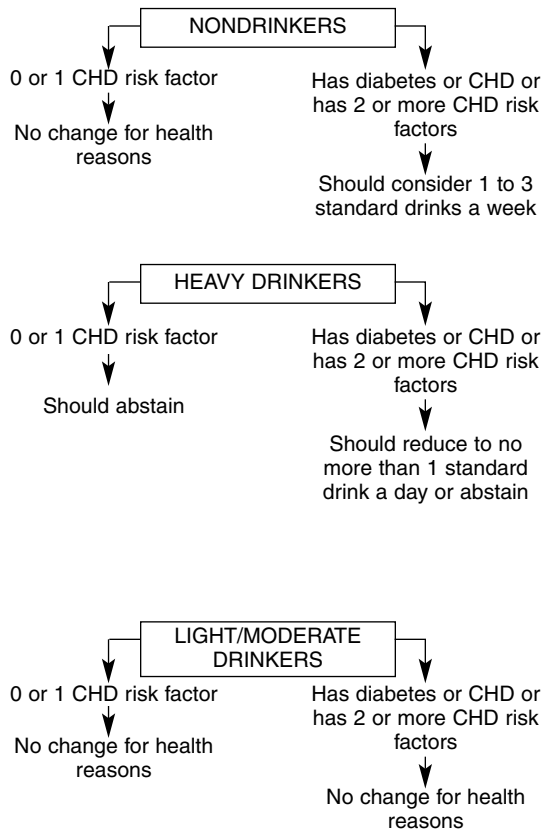 NONDRINKERS
0 or 1 CHD risk factor
No change for health
reasons
Has diabetes or CHD or
has 2 or more CHD risk
factors
Should consider 1 to 3
standard drinks a week
HEAVY DRINKERS
0 or 1 CHD risk factor
Should abstain
Has diabetes or CHD or
has 2 or more CHD risk
factors
Should reduce to no
more than 1 standard
drink a day or abstain
LIGHT/MODERATE
DRINKERS
0 or 1 CHD risk factor
No change for health
reasons
Has diabetes or CHD or
has 2 or more CHD risk
factors
No change for health
reasons